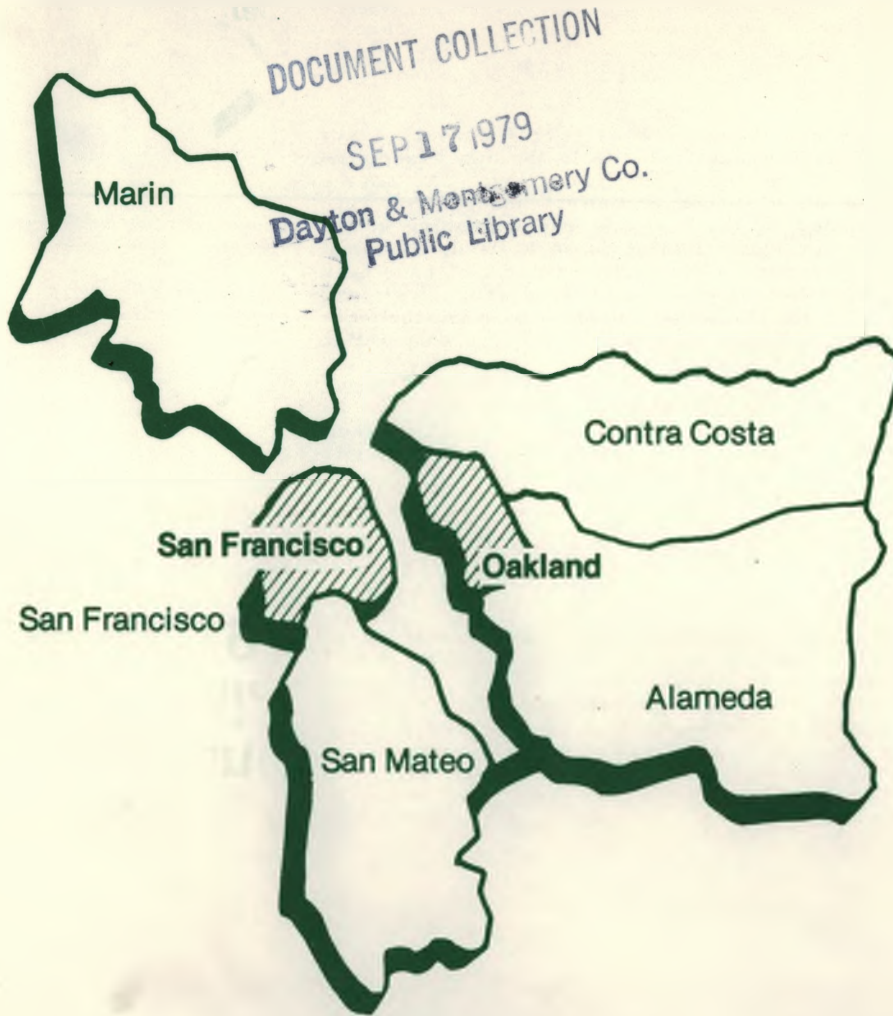 DOCUMENT COLLECTION
SEP 17 1979
Dayton & Montgomery Co.
Public Library
Marin
Contra Costa
San Francisco
Oakland
San Francisco
Alameda
San Mateo